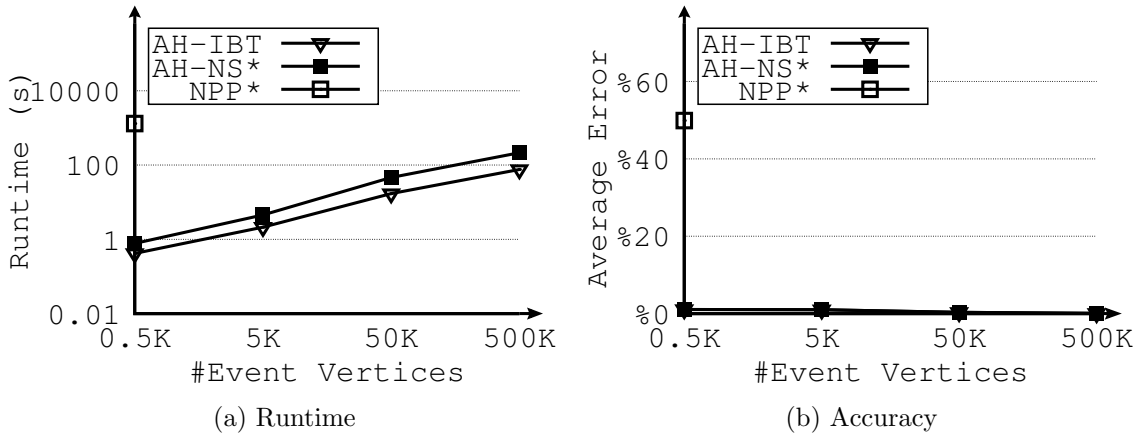 AH-IBT
AH-NS*
NPP*
Runtime (s)
10000
100
1
0.01
0.5K 5K 50K 500K
#Event Vertices
(a) Runtime
AH-IBT
AH-NS*
NPP*
Average Error
%60
%40
%20
%0
0.5K 5K 50K 500K
#Event Vertices
(b) Accuracy